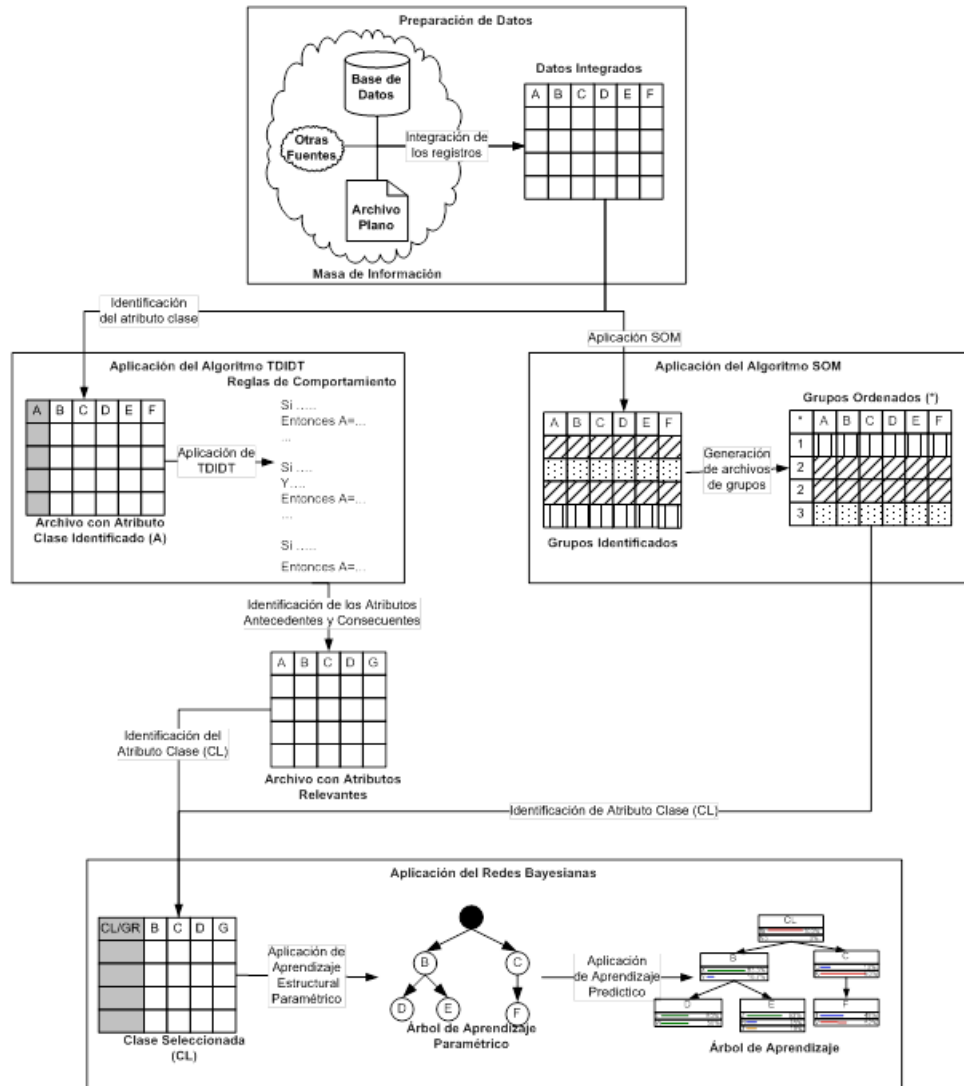 Preparación de Datos
Base de
Datos
Otras
Fuentes
Archivo
Plano
Masa de Información
Integración de
los registros
Datos Integrados
A B C D E F
Identificación
del atributo clase
Aplicación SOM
Aplicación del Algoritmo TDIDT
Reglas de Comportamiento
A B C D E F
Aplicación de
TDIDT
Archivo con Atributo
Clase Identificado (A)
Si .....
Entonces A=...
...
Si ....
Y....
Entonces A=...
...
Si .....
Entonces A=...
Aplicación del Algoritmo SOM
A B C D E F
Grupos Identificados
Generación
de archivos
de grupos
Grupos Ordenados (*)
* A B C D E F
1
2
2
3
Identificación de los Atributos
Antecedentes y Consecuentes
A B C D G
Archivo con Atributos
Relevantes
Identificación del
Atributo Clase (CL)
Identificación de Atributo Clase (CL)
Aplicación del Redes Bayesianas
CL/GR B C D G
Clase Seleccionada
(CL)
Aplicación de
Aprendizaje
Estructural
Paramétrico
B C
D E F
Árbol de Aprendizaje
Paramétrico
Aplicación
de Aprendizaje
Predictico
CL
B C
D E F
Árbol de Aprendizaje